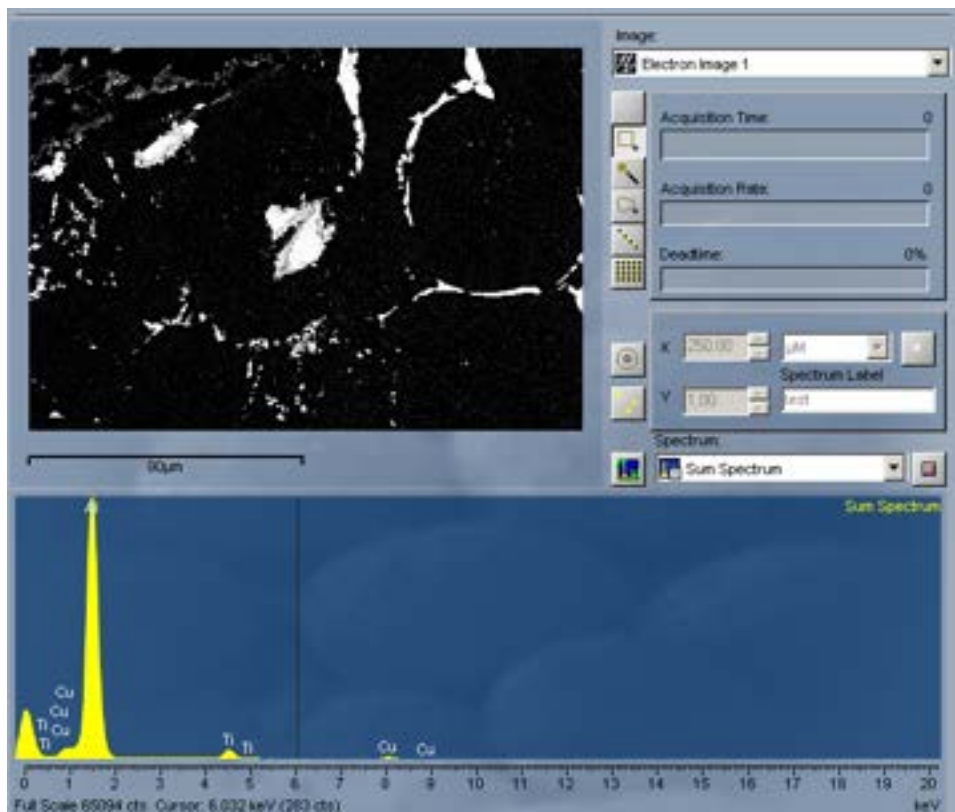 Image:
Electron Image 1
Acquisition Time: 0
Acquisition Rate: 0
Deadtime: 0%
X 250.00 µM
Spectrum Label
Y 1.00 test
90µm
Spectrum:
Sum Spectrum
Sum Spectrum
Al
Cu
Ti Cu
Ti Cu
Ti Ti Cu Cu
0 1 2 3 4 5 6 7 8 9 10 11 12 13 14 15 16 17 18 19 20
Full Scale 65094 cts Cursor: 6.032 keV (283 cts) keV